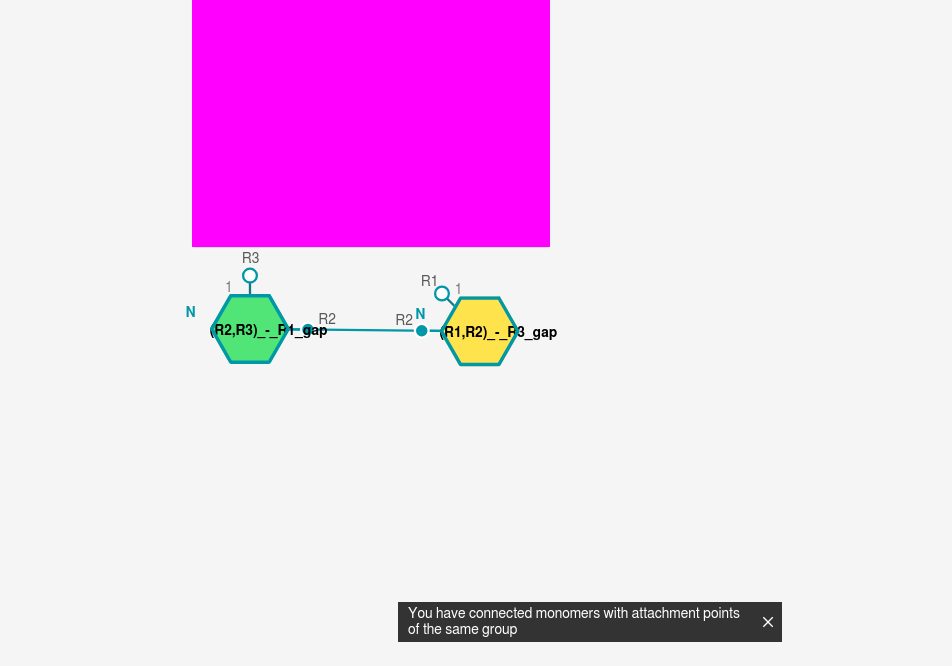 R3
1
N
(R2,R3)_-_R1_gap
R2
R1
1
N
R2
(R1,R2)_-_R3_gap
You have connected monomers with attachment points
of the same group